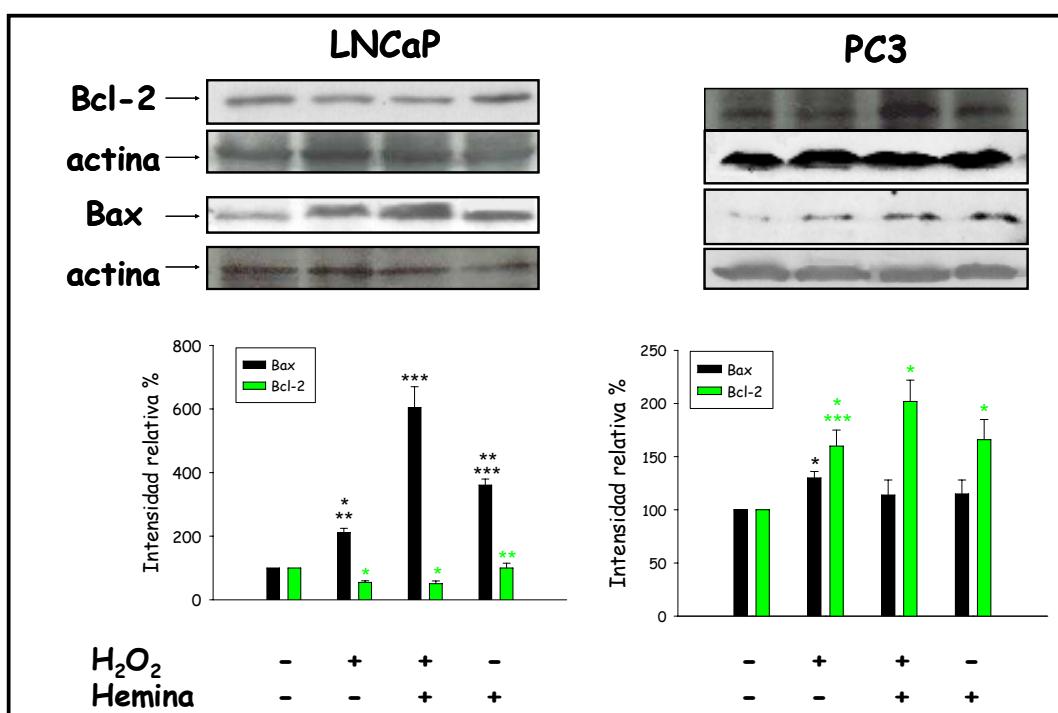 LNCaP
PC3
Bcl-2
actina
Bax
actina
Intensidad relativa %
800
600
400
200
0
Bax
Bcl-2
* **
*
***
*
** ***
**
Intensidad relativa %
250
200
150
100
50
0
Bax
Bcl-2
*
* ***
*
*
H₂O₂ - + + - - + + -
Hemina - - + + - - + +